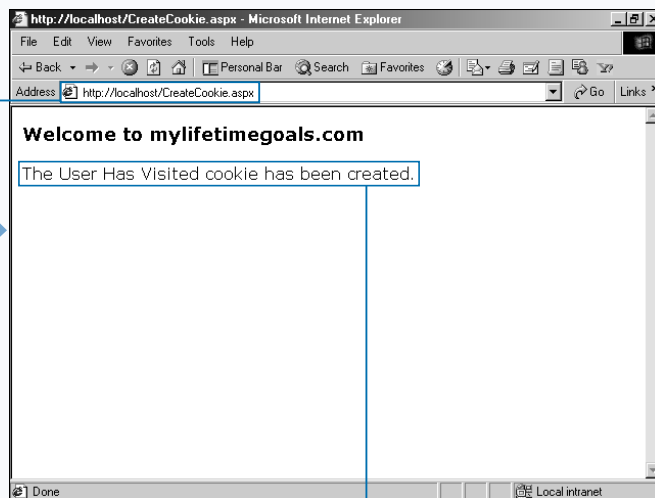 http://localhost/CreateCookie.aspx - Microsoft Internet Explorer
File Edit View Favorites Tools Help
Back Personal Bar Search Favorites
Address http://localhost/CreateCookie.aspx Go Links
Welcome to mylifetimegoals.com
The User Has Visited cookie has been created.
Done Local intranet